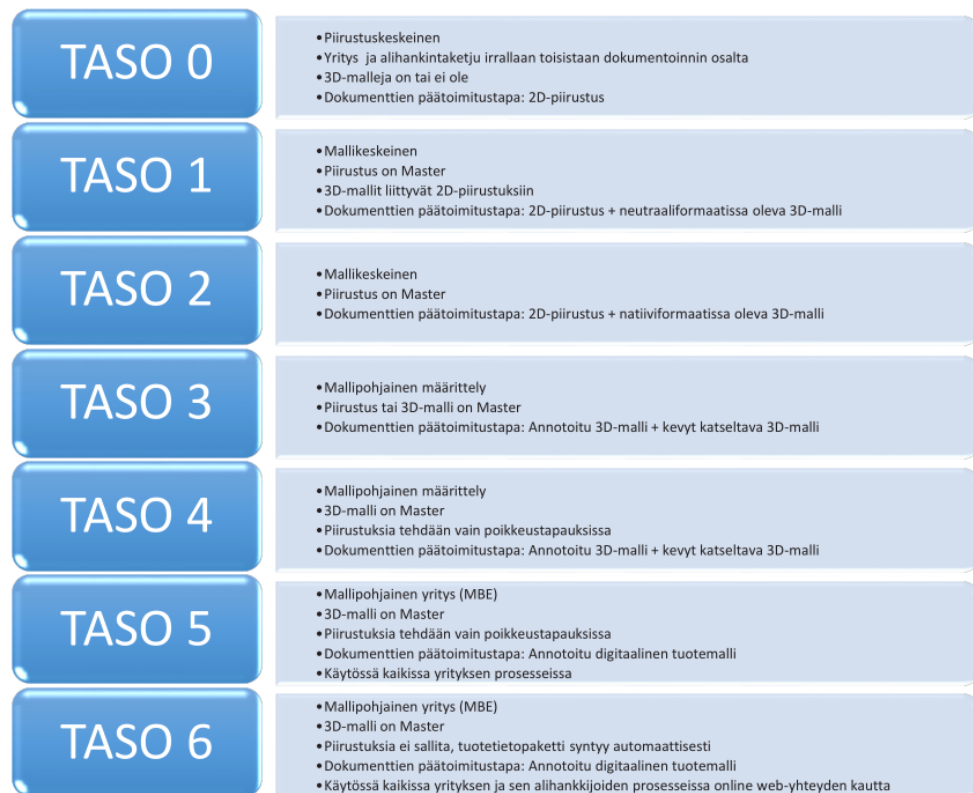 TASO 0
•Piirustuskeskeinen
•Yritys ja alihankintaketju irrallaan toisistaan dokumentoinnin osalta
•3D-malleja on tai ei ole
•Dokumenttien päätoimitustapa: 2D-piirustus
TASO 1
•Mallikeskeinen
•Piirustus on Master
•3D-mallit liittyvät 2D-piirustuksiin
•Dokumenttien päätoimitustapa: 2D-piirustus + neutraaliformaatissa oleva 3D-malli
TASO 2
•Mallikeskeinen
•Piirustus on Master
•Dokumenttien päätoimitustapa: 2D-piirustus + natiiviformaatissa oleva 3D-malli
TASO 3
•Mallipohjainen määrittely
•Piirustus tai 3D-malli on Master
•Dokumenttien päätoimitustapa: Annotoitu 3D-malli + kevyt katseltava 3D-malli
TASO 4
•Mallipohjainen määrittely
•3D-malli on Master
•Piirustuksia tehdään vain poikkeustapauksissa
•Dokumenttien päätoimitustapa: Annotoitu 3D-malli + kevyt katseltava 3D-malli
TASO 5
•Mallipohjainen yritys (MBE)
•3D-malli on Master
•Piirustuksia tehdään vain poikkeustapauksissa
•Dokumenttien päätoimitustapa: Annotoitu digitaalinen tuotemalli
•Käytössä kaikissa yrityksen prosesseissa
TASO 6
•Mallipohjainen yritys (MBE)
•3D-malli on Master
•Piirustuksia ei sallita, tuotetietopaketti syntyy automaattisesti
•Dokumenttien päätoimitustapa: Annotoitu digitaalinen tuotemalli
•Käytössä kaikissa yrityksen ja sen alihankkijoiden prosesseissa online web-yhteyden kautta